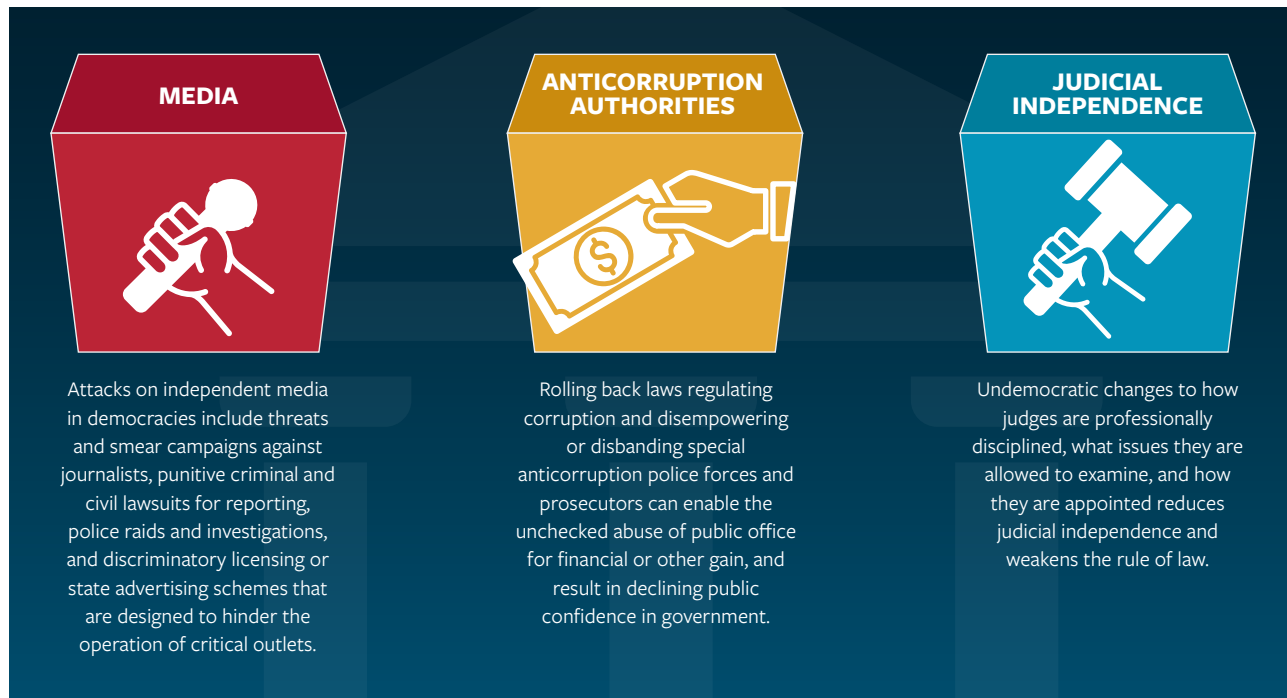 MEDIA
Attacks on independent media
in democracies include threats
and smear campaigns against
journalists, punitive criminal and
civil lawsuits for reporting,
police raids and investigations,
and discriminatory licensing or
state advertising schemes that
are designed to hinder the
operation of critical outlets.
ANTICORRUPTION
AUTHORITIES
$
Rolling back laws regulating
corruption and disempowering
or disbanding special
anticorruption police forces and
prosecutors can enable the
unchecked abuse of public office
for financial or other gain, and
result in declining public
confidence in government.
JUDICIAL
INDEPENDENCE
Undemocratic changes to how
judges are professionally
disciplined, what issues they are
allowed to examine, and how
they are appointed reduces
judicial independence and
weakens the rule of law.